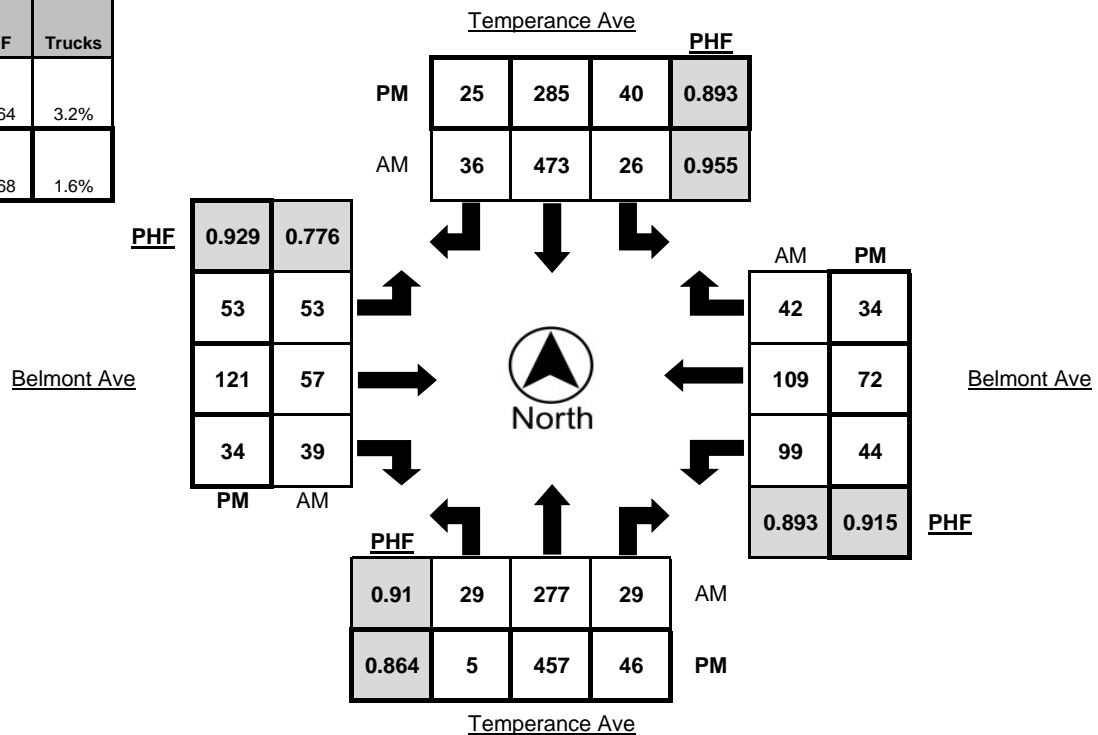 Temperance Ave
Trucks
PHF
PM 25 285 40 0.893
3.2%
AM 36 473 26 0.955
1.6%
PHF 0.929 0.776
AM PM
53 53
42 34
Belmont Ave 121 57
109 72 Belmont Ave
North
34 39
99 44
PM AM
0.893 0.915 PHF
PHF
0.91 29 277 29 AM
0.864 5 457 46 PM
Temperance Ave